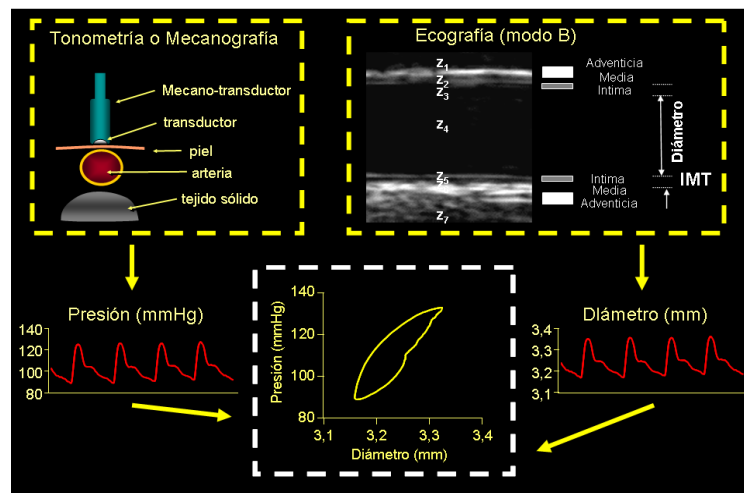 Tonometría o Mecanografía
Mecano-transductor
transductor
piel
arteria
tejido sólido
Ecografía (modo B)
Z1
Z2
Z3
Z4
Z5
Z7
Adventicia
Media
Intima
Diámetro
Intima
Media
Adventicia
IMT
Presión (mmHg)
140
120
100
80
Presión (mmHg)
140
120
100
80
3,1
3,2
3,3
3,4
Diámetro (mm)
DIámetro (mm)
3,4
3,3
3,2
3,1